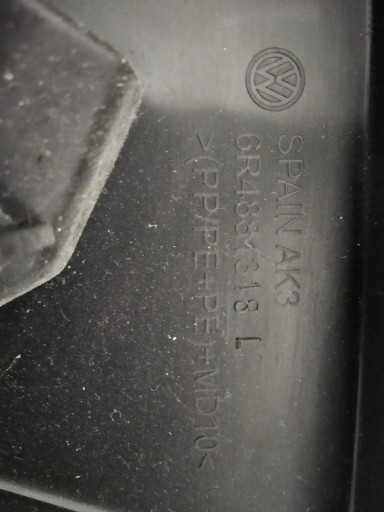 SPAIN AK3
6R4881318 L
>(PP/PE+PE)-MD10<